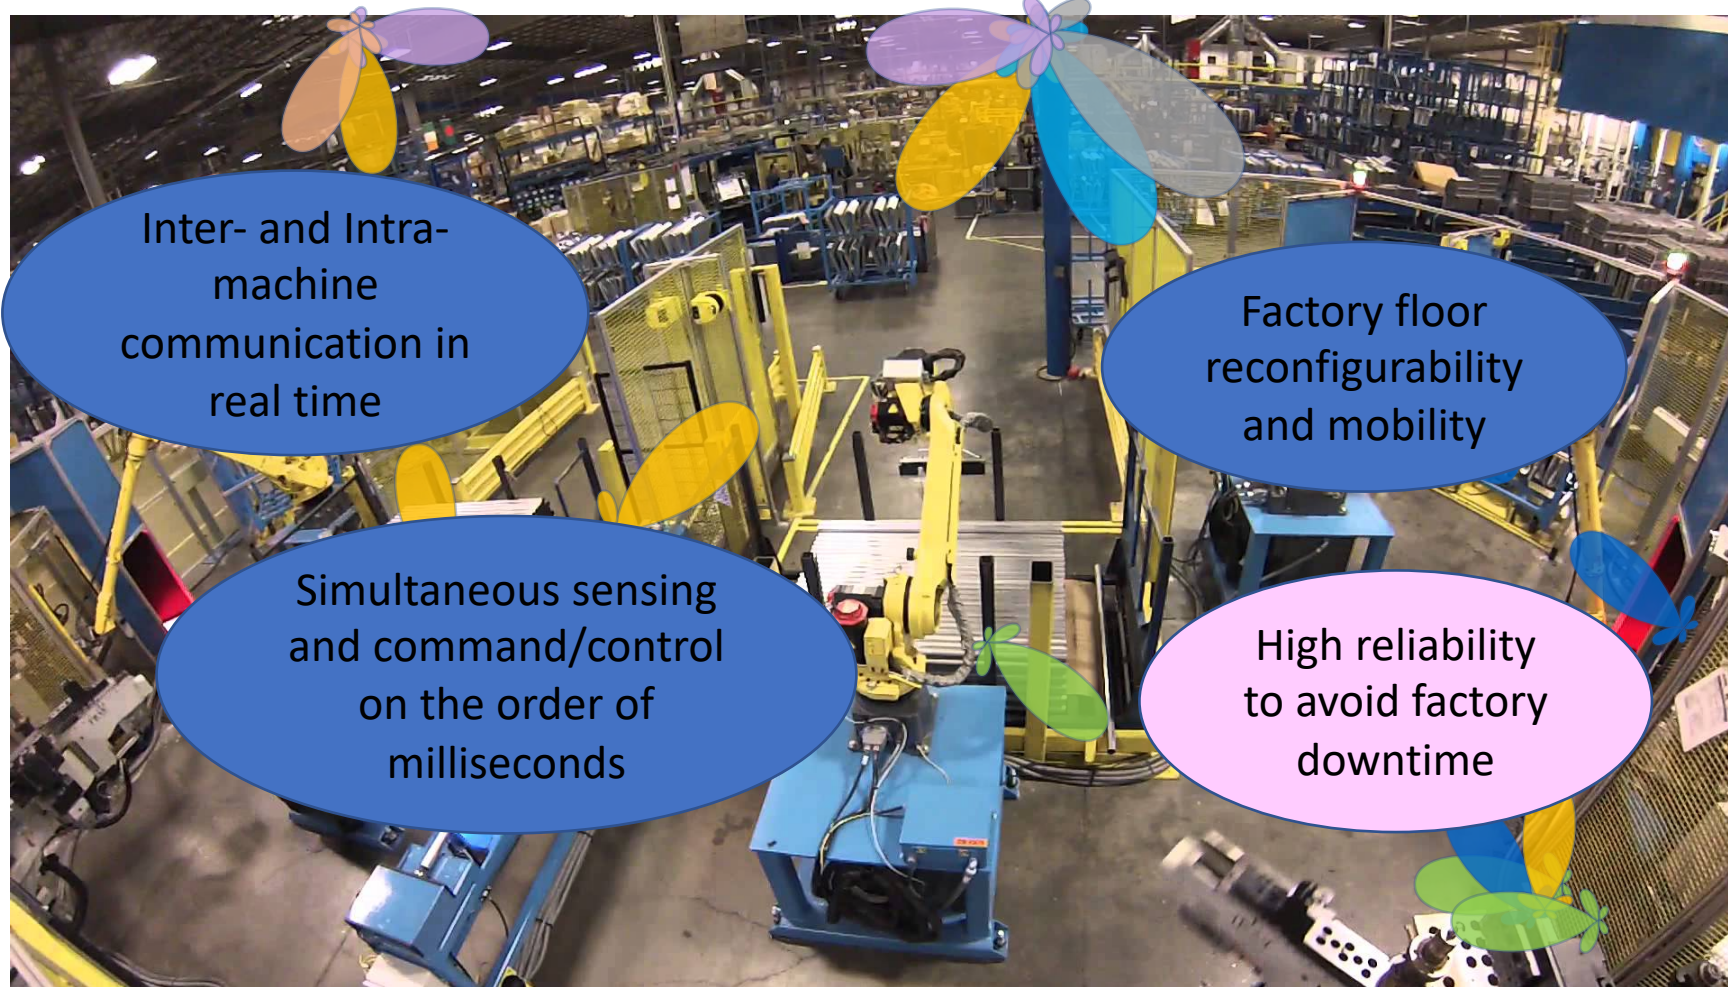 Inter- and Intra-
machine
communication in
real time
Factory floor
reconfigurability
and mobility
Simultaneous sensing
and command/control
on the order of
milliseconds
High reliability
to avoid factory
downtime